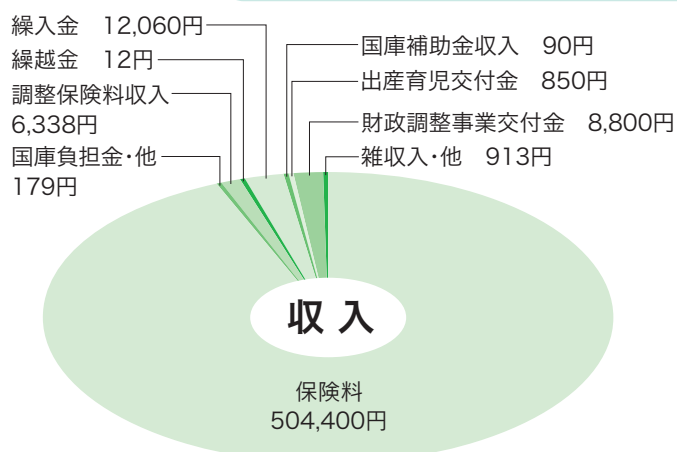 繰入金 12,060円
繰越金 12円
調整保険料収入
6,338円
国庫負担金・他
179円
国庫補助金収入 90円
出産育児交付金 850円
財政調整事業交付金 8,800円
雑収入・他 913円
収入
保険料
504,400円